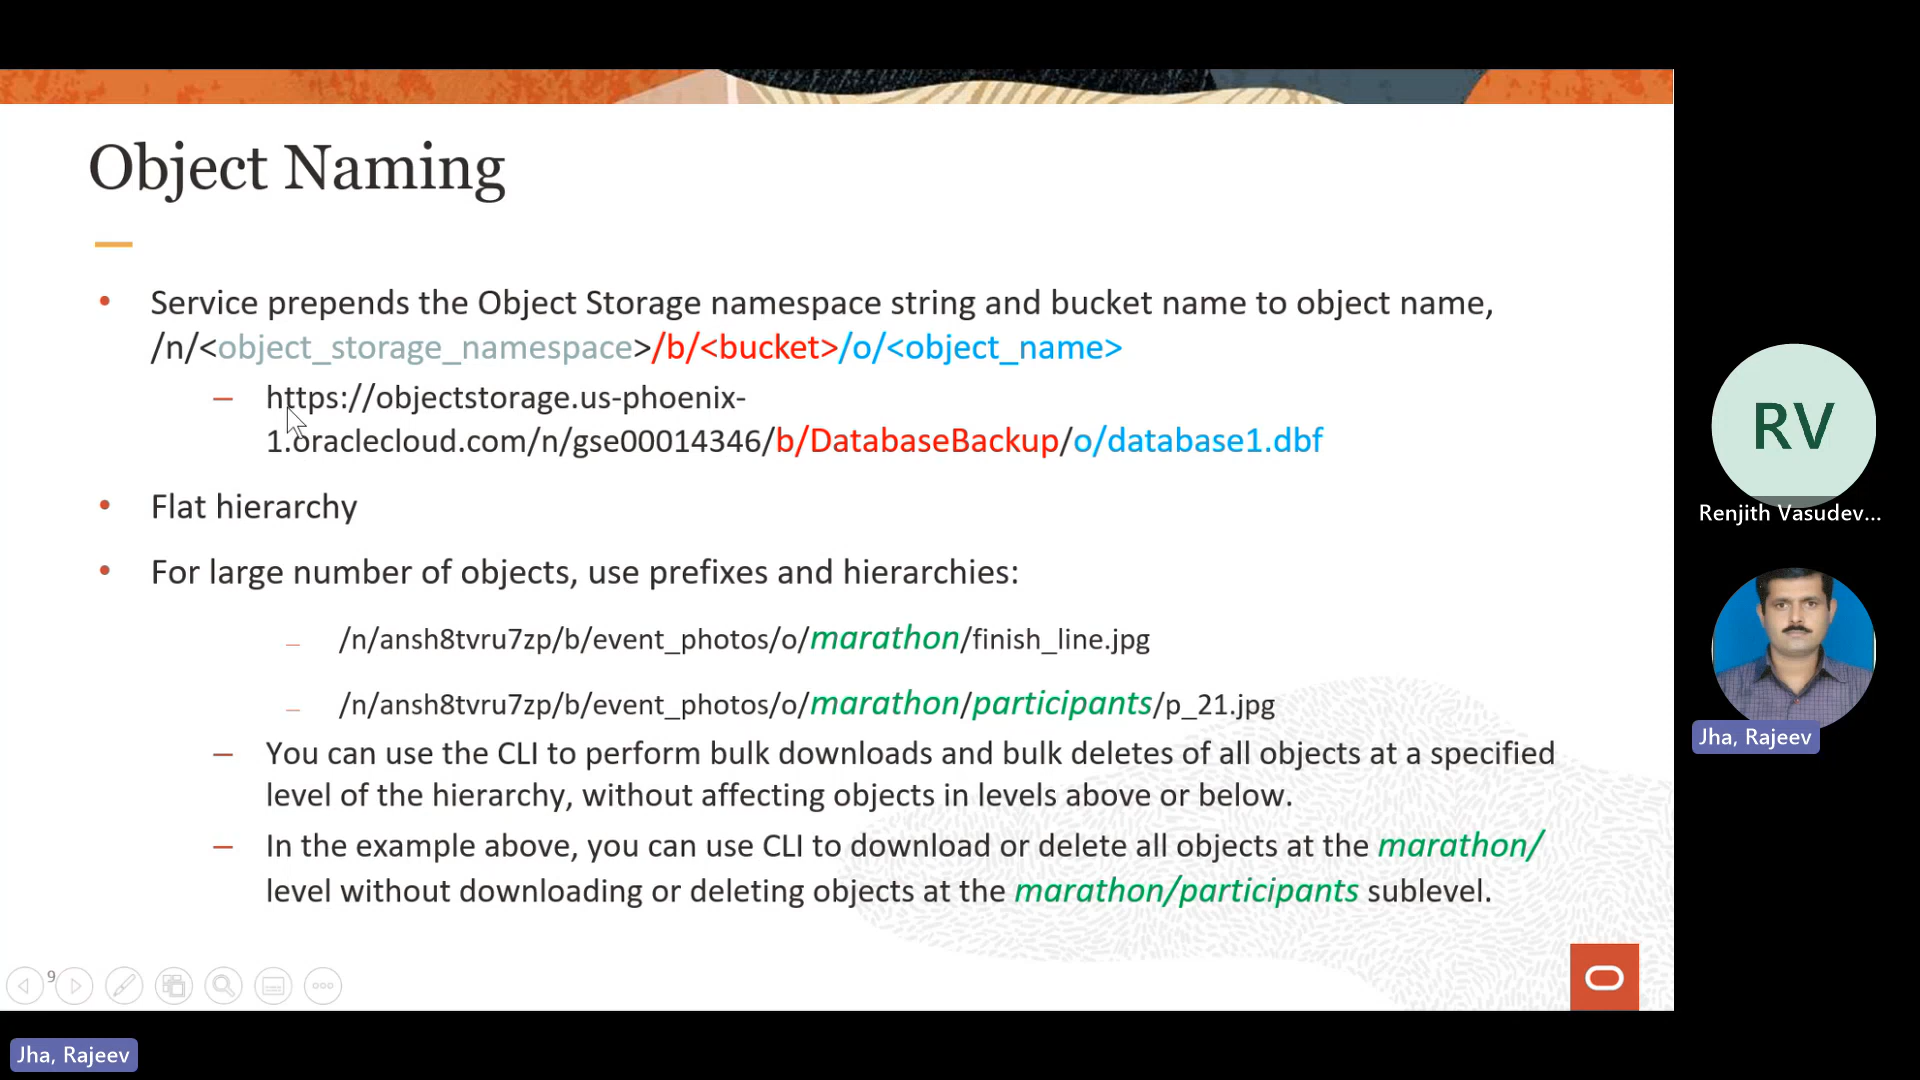 Object Naming
• Service prepends the Object Storage namespace string and bucket name to object name,
/n/<object_storage_namespace>/b/<bucket>/o/<object_name>
– https://objectstorage.us-phoenix-
1.oraclecloud.com/n/gse00014346/b/DatabaseBackup/o/database1.dbf
• Flat hierarchy
• For large number of objects, use prefixes and hierarchies:
– /n/ansh8tvru7zp/b/event_photos/o/marathon/finish_line.jpg
– /n/ansh8tvru7zp/b/event_photos/o/marathon/participants/p_21.jpg
– You can use the CLI to perform bulk downloads and bulk deletes of all objects at a specified
level of the hierarchy, without affecting objects in levels above or below.
– In the example above, you can use CLI to download or delete all objects at the marathon/
level without downloading or deleting objects at the marathon/participants sublevel.
9
RV
Renjith Vasudev...
Jha, Rajeev
Jha, Rajeev